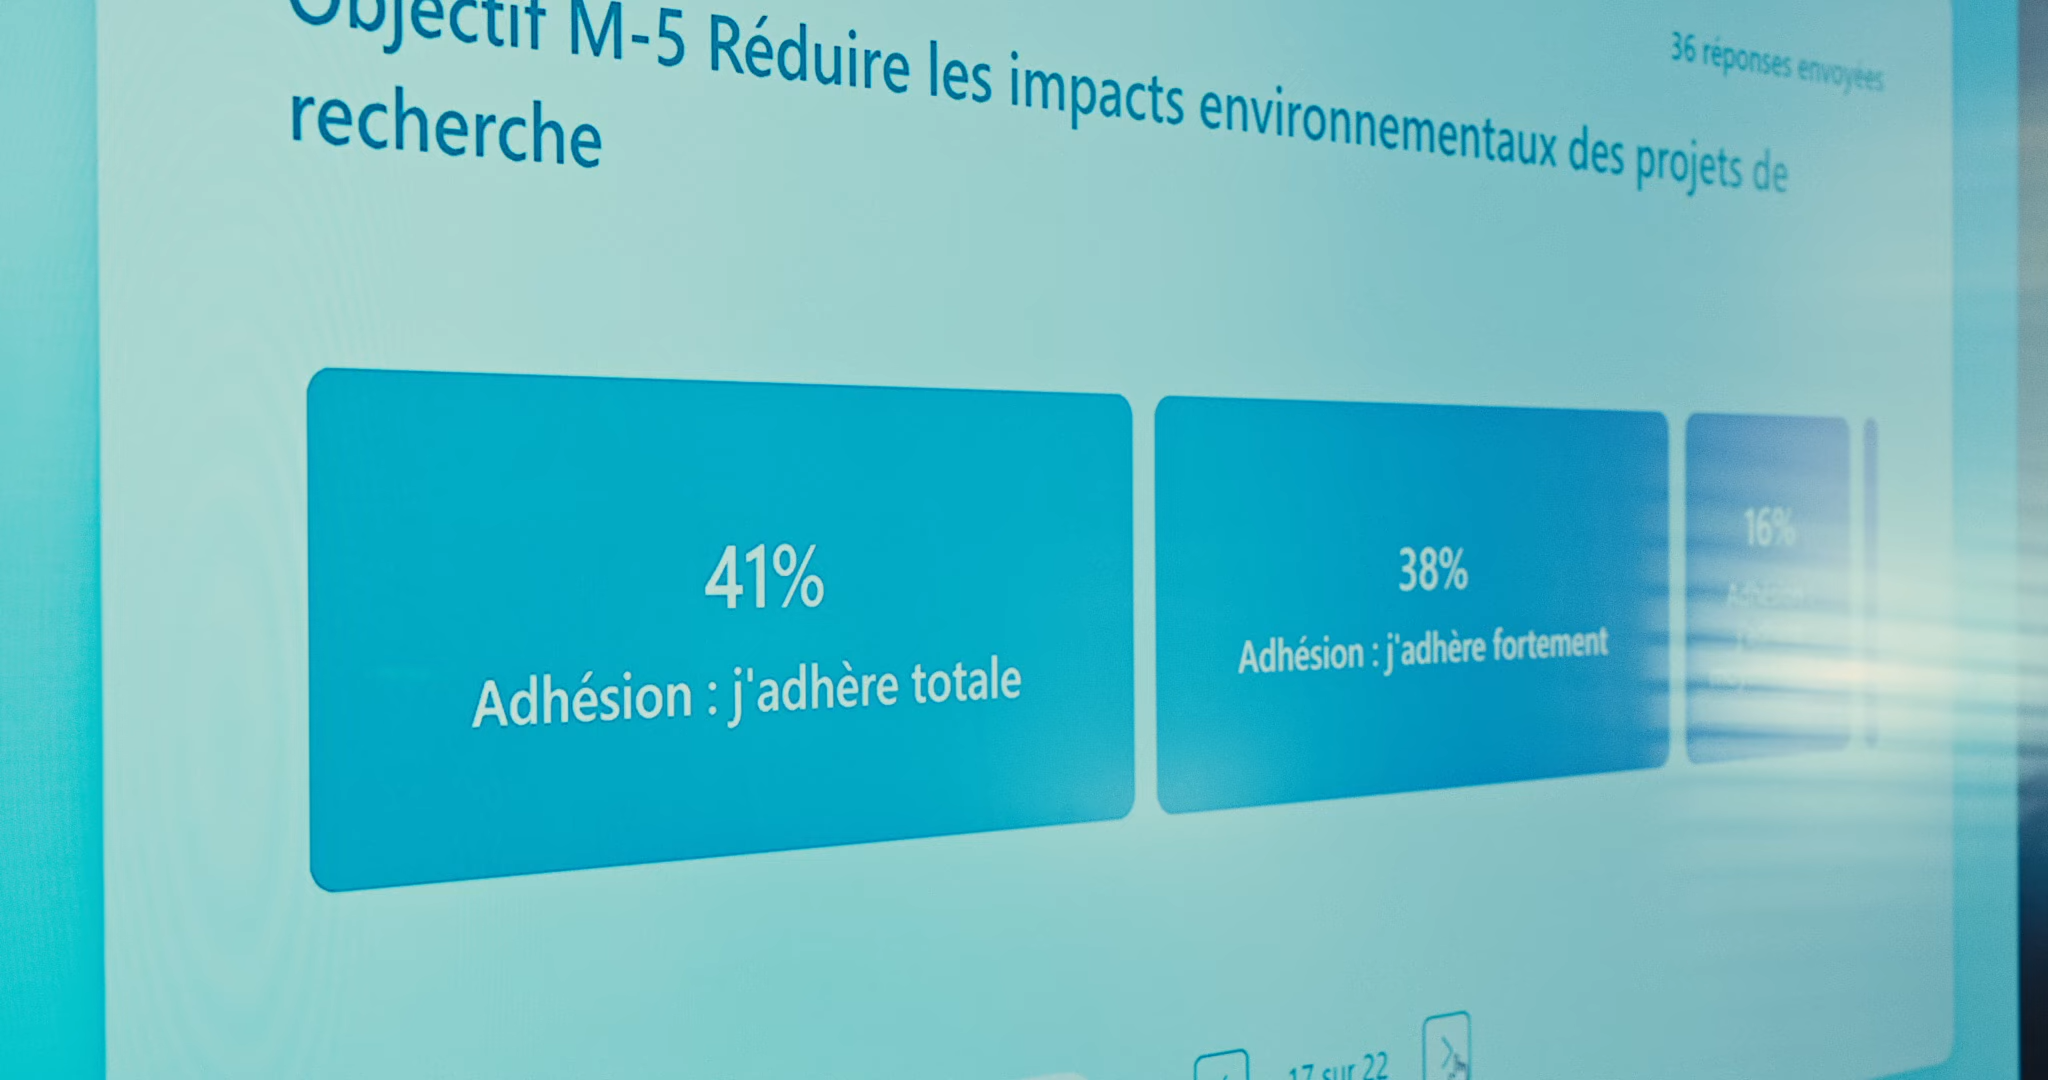 36 réponses envoyées
Objectif M-5 Réduire les impacts environnementaux des projets de
recherche
41%
Adhésion : j'adhère totale
38%
Adhésion : j'adhère fortement
16%
Adhésion :
17 sur 22